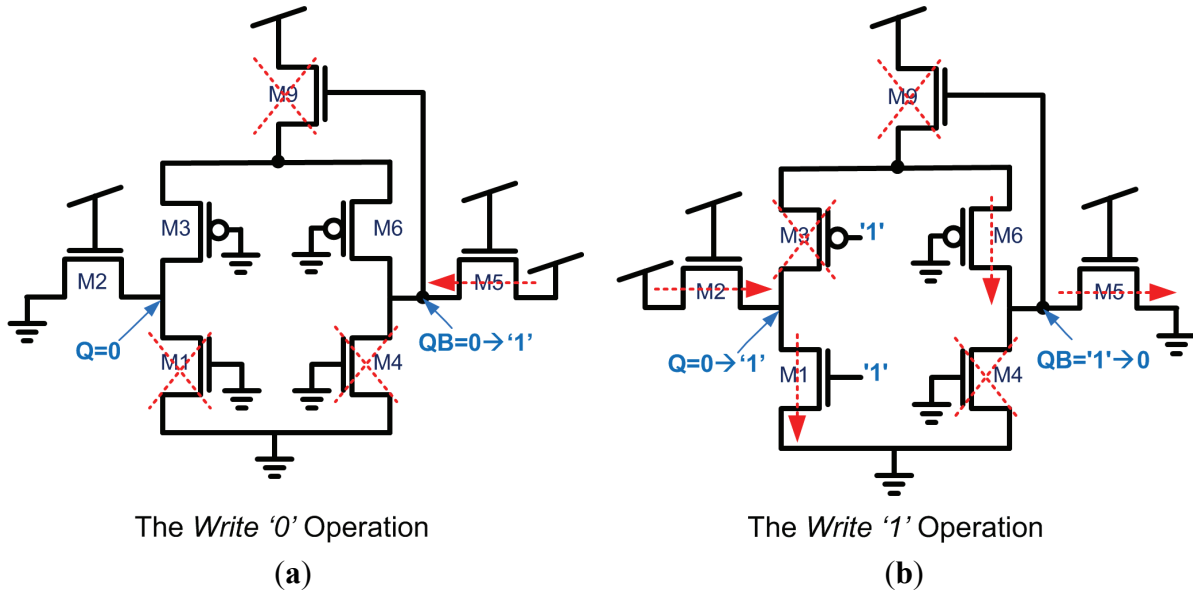 M9
M9
M3
M6
M3
'1'
M6
M2
M5
M2
M5
Q=0
M1
M4
QB=0→‘1’
Q=0→‘1’
M1
'1'
M4
QB='1'→0
The Write ‘0’ Operation
The Write ‘1’ Operation
(a)
(b)